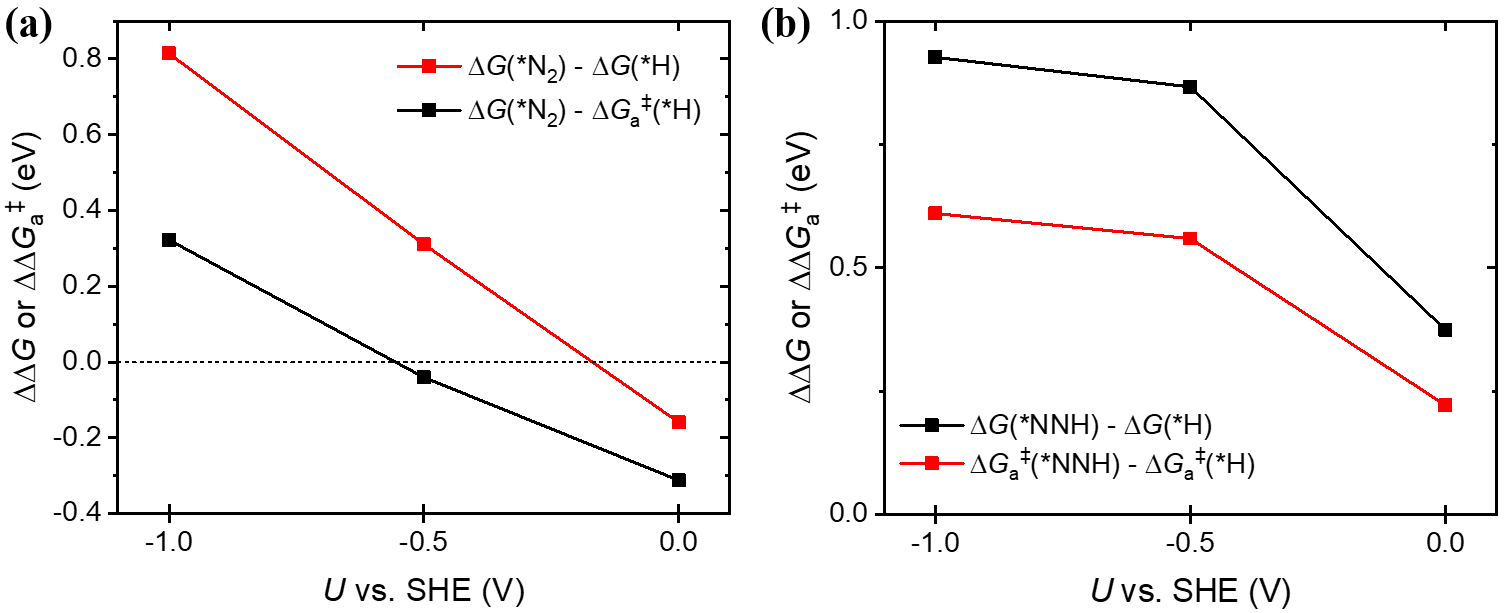 (a)
ΔΔG or ΔΔGₐ‡ (eV)
0.8
0.6
0.4
0.2
0.0
-0.2
-0.4
ΔG(*N₂) - ΔG(*H)
ΔG(*N₂) - ΔGₐ‡(*H)
-1.0 -0.5 0.0
U vs. SHE (V)
(b)
ΔΔG or ΔΔGₐ‡ (eV)
1.0
0.5
0.0
ΔG(*NNH) - ΔG(*H)
ΔGₐ‡(*NNH) - ΔGₐ‡(*H)
-1.0 -0.5 0.0
U vs. SHE (V)